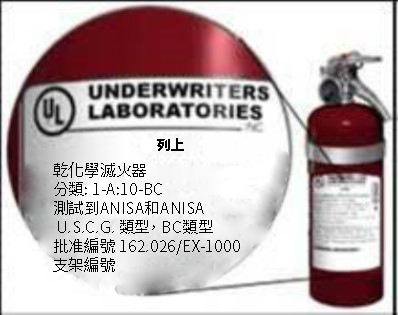 UL
UNDERWRITERS
LABORATORIES
INC
列上
乾化學滅火器
分類: 1-A:10-BC
測試到ANISA和ANISA
U.S.C.G. 類型，BC類型
批准編號 162.026/EX-1000
支架編號